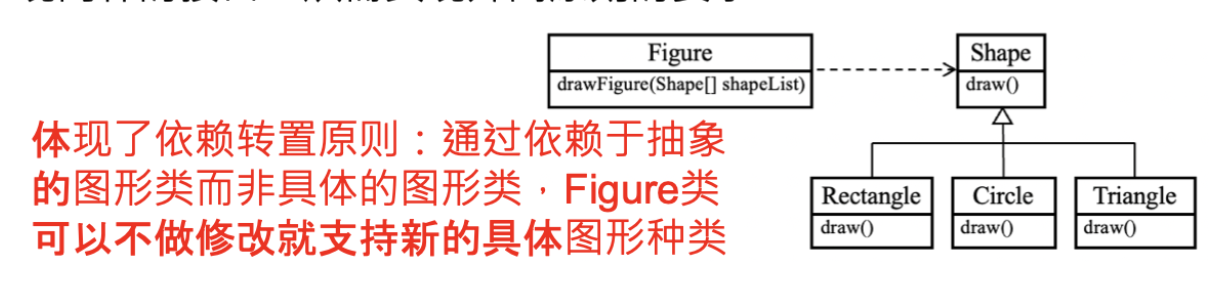 Figure
drawFigure(Shape[] shapeList)
Shape
draw()
体现了依赖转置原则：通过依赖于抽象
的图形类而非具体的图形类，Figure类
可以不做修改就支持新的具体图形种类
Rectangle
draw()
Circle
draw()
Triangle
draw()